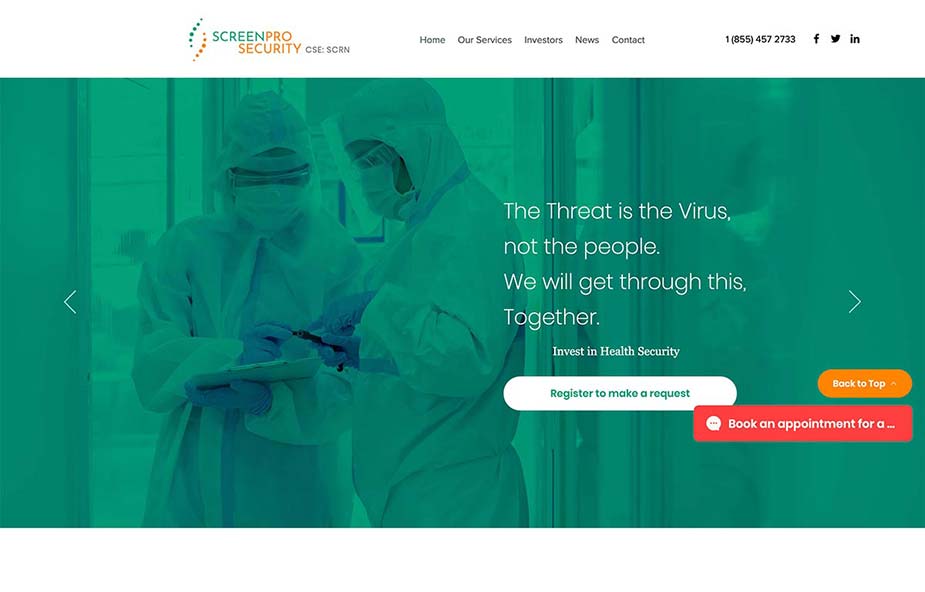 SCREENPRO
SECURITY CSE: SCRN
Home Our Services Investors News Contact
1 (855) 457 2733
The Threat is the Virus,
not the people.
We will get through this,
Together.
Invest in Health Security
Register to make a request
Back to Top
Book an appointment for a ...